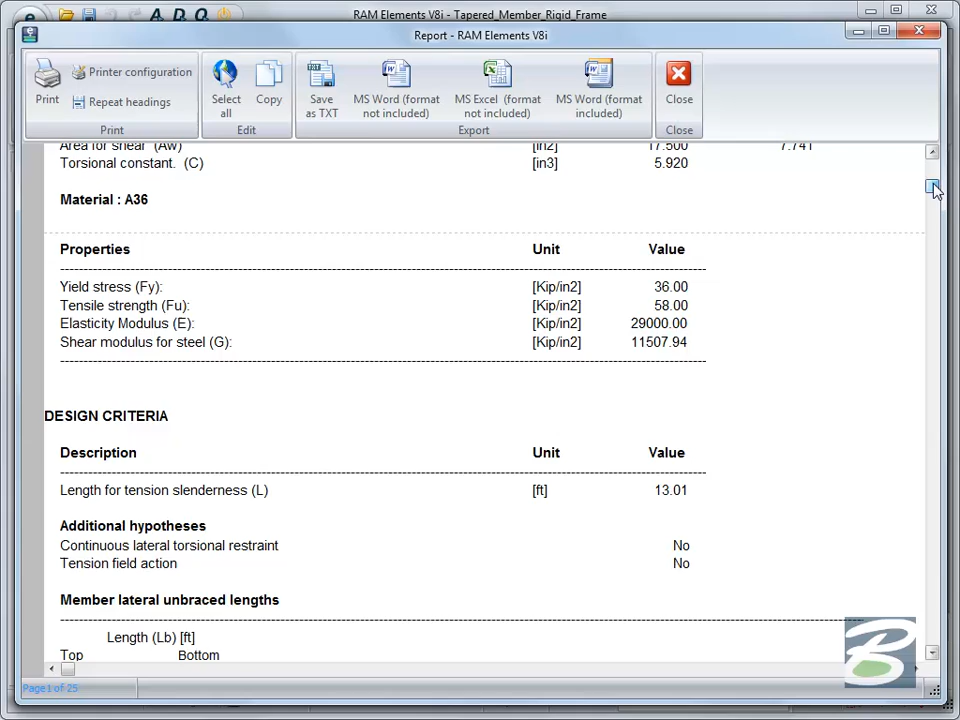 RAM Elements V8i - Tapered_Member_Rigid_Frame
Report - RAM Elements V8i
Print
Printer configuration
Repeat headings
Print
Select all
Copy
Edit
Save as TXT
MS Word (format not included)
MS Excel (format not included)
MS Word (format included)
Export
Close
Close
Area for shear (Aw) [in2] 17.500 7.741
Torsional constant. (C) [in3] 5.920
Material : A36
Properties Unit Value
Yield stress (Fy): [Kip/in2] 36.00
Tensile strength (Fu): [Kip/in2] 58.00
Elasticity Modulus (E): [Kip/in2] 29000.00
Shear modulus for steel (G): [Kip/in2] 11507.94
DESIGN CRITERIA
Description Unit Value
Length for tension slenderness (L) [ft] 13.01
Additional hypotheses
Continuous lateral torsional restraint No
Tension field action No
Member lateral unbraced lengths
Length (Lb) [ft]
Top Bottom
Page1 of 25